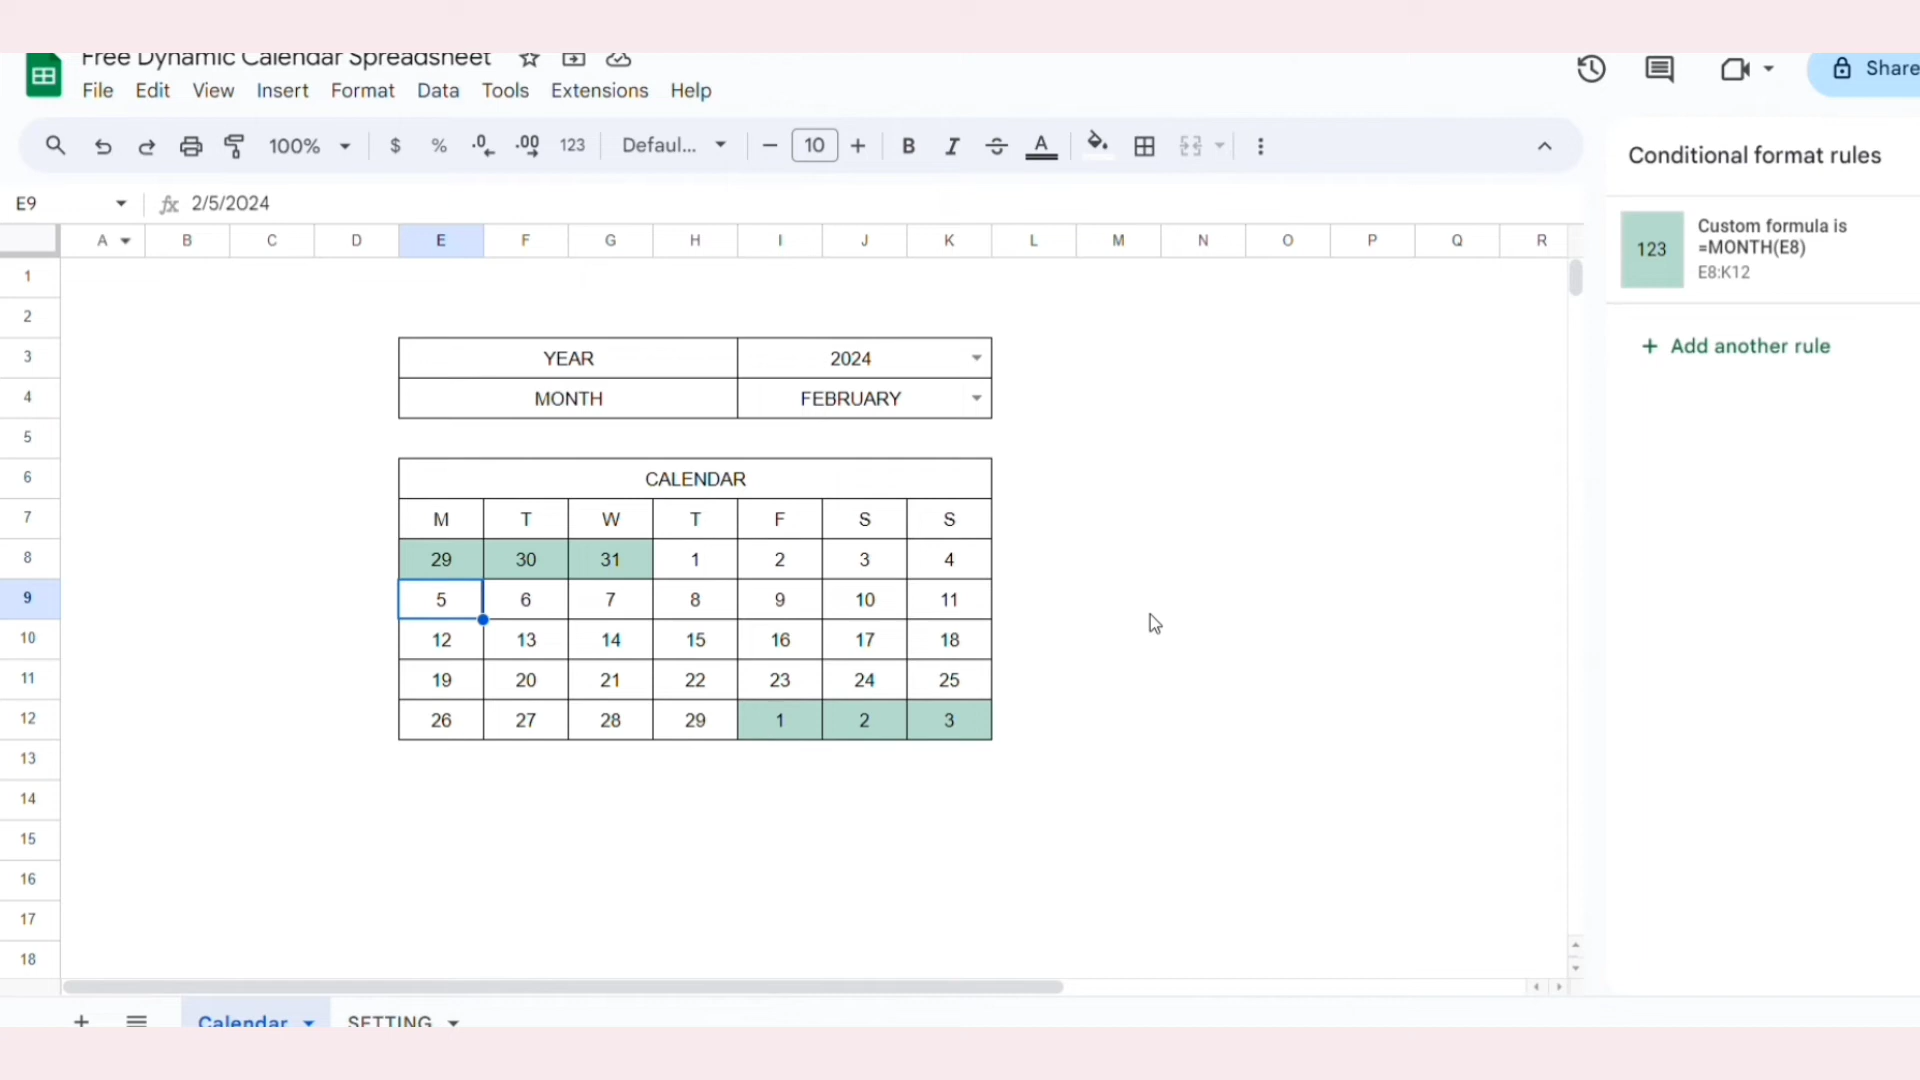 Free Dynamic Calendar Spreadsheet
File Edit View Insert Format Data Tools Extensions Help
Share
100% $ % .0 .00 123 Defaul... 10 B I A
Conditional format rules
E9 fx 2/5/2024
A B C D E F G H I J K L M N O P Q R
123
Custom formula is
=MONTH(E8)
E8:K12
+ Add another rule
1
2
3 YEAR 2024
4 MONTH FEBRUARY
5
6 CALENDAR
7 M T W T F S S
8 29 30 31 1 2 3 4
9 5 6 7 8 9 10 11
10 12 13 14 15 16 17 18
11 19 20 21 22 23 24 25
12 26 27 28 29 1 2 3
13
14
15
16
17
18
+ Calendar SETTING